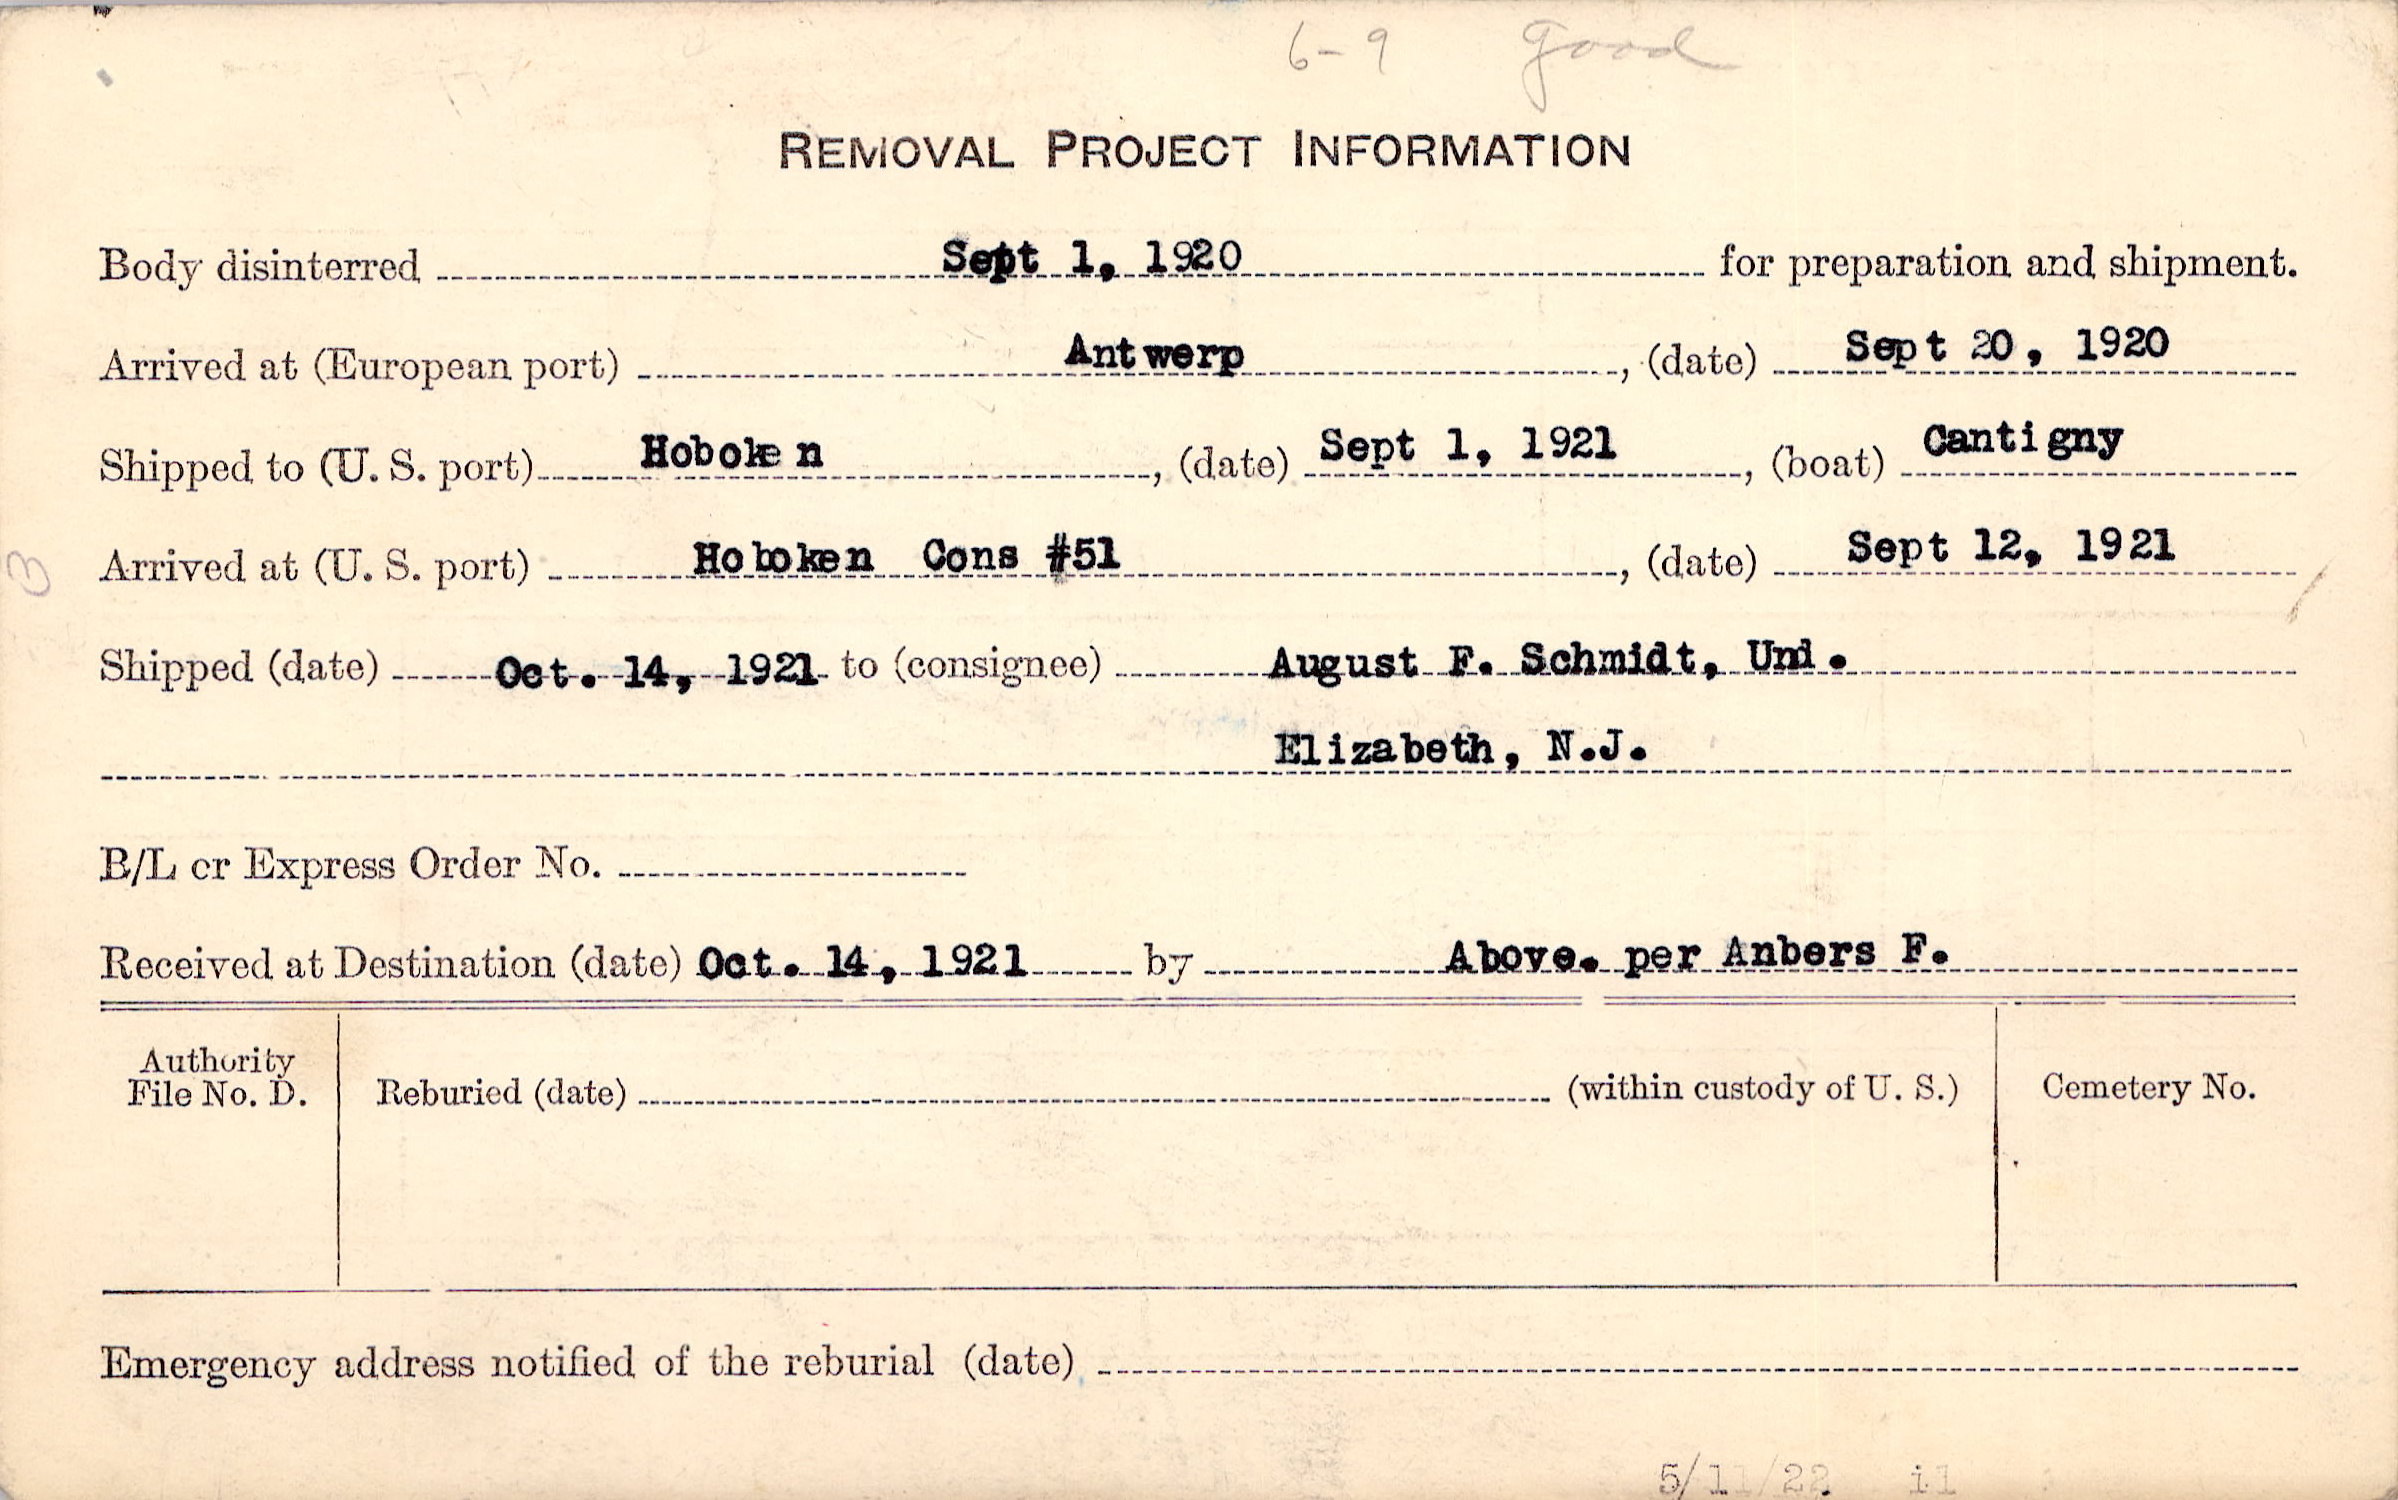 6-9 good
REMOVAL PROJECT INFORMATION
Body disinterred Sept 1, 1920 for preparation and shipment.
Arrived at (European port) Antwerp, (date) Sept 20, 1920
Shipped to (U. S. port) Hoboken, (date) Sept 1, 1921, (boat) Cantigny
Arrived at (U. S. port) Hoboken Cons #51, (date) Sept 12, 1921
Shipped (date) Oct. 14, 1921 to (consignee) August F. Schmidt, Und.
Elizabeth, N.J.
B/L or Express Order No.
Received at Destination (date) Oct. 14, 1921 by Above. per Anbers F.
Authority
File No. D.
Reburied (date) (within custody of U. S.)
Cemetery No.
Emergency address notified of the reburial (date)
5/11/22. il